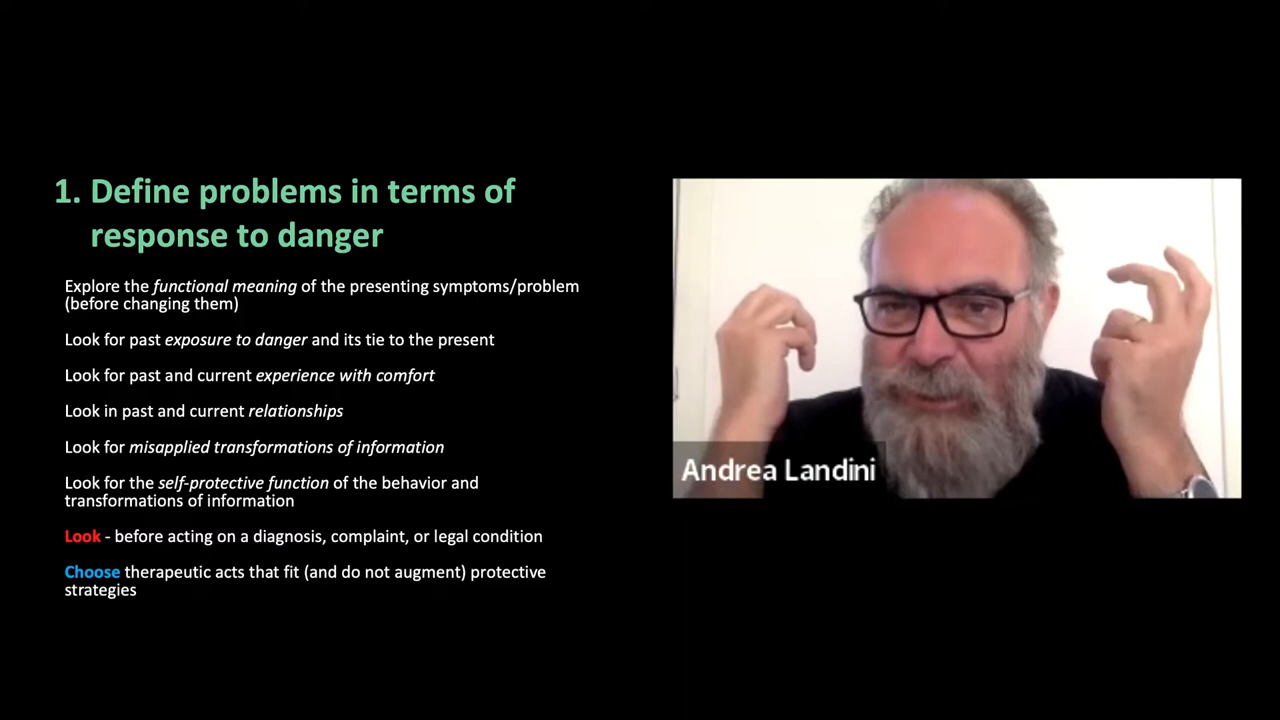 1. Define problems in terms of
response to danger
Explore the functional meaning of the presenting symptoms/problem
(before changing them)
Look for past exposure to danger and its tie to the present
Look for past and current experience with comfort
Look in past and current relationships
Look for misapplied transformations of information
Look for the self-protective function of the behavior and
transformations of information
Look - before acting on a diagnosis, complaint, or legal condition
Choose therapeutic acts that fit (and do not augment) protective
strategies
Andrea Landini